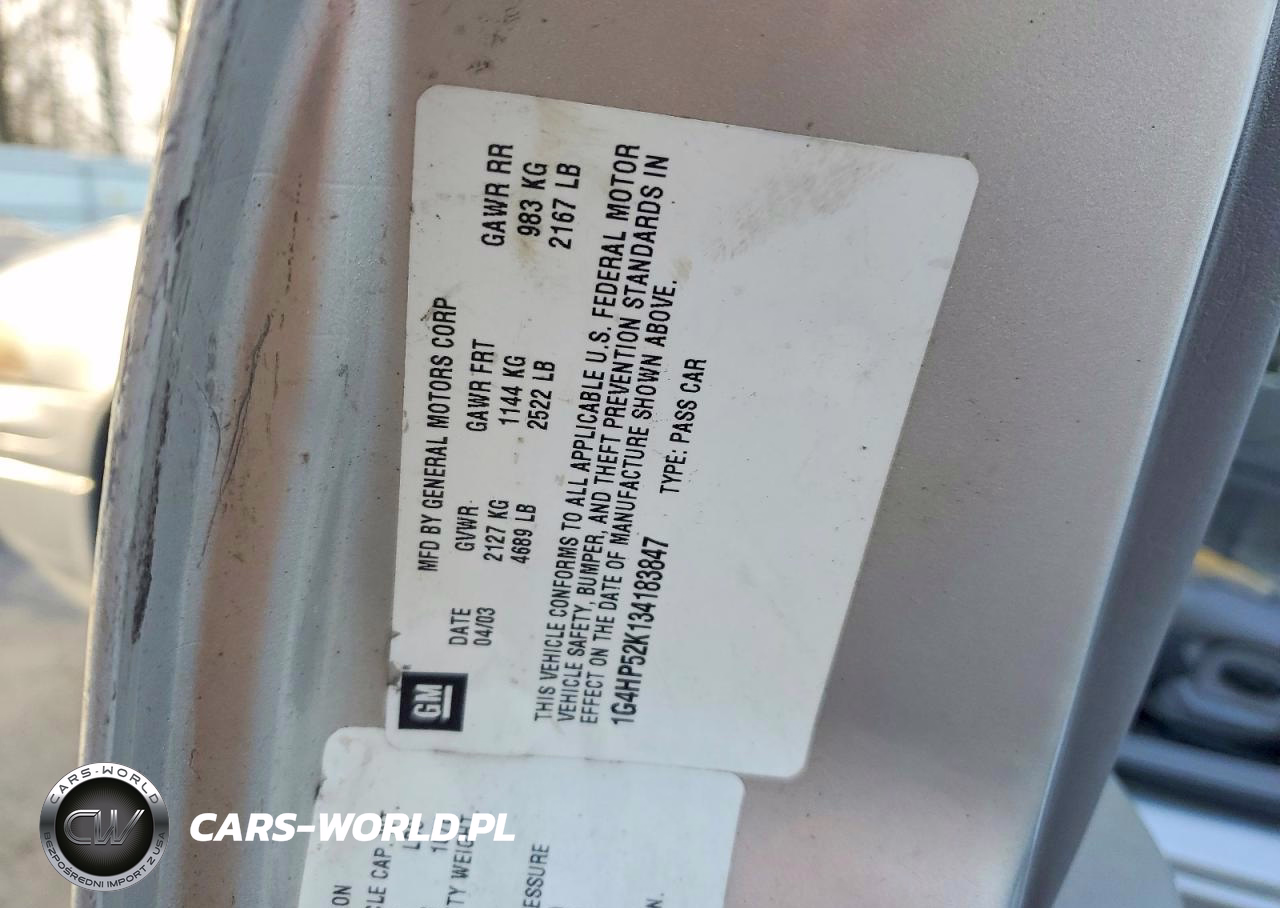 GM
MFD BY GENERAL MOTORS CORP
DATE GVWR GAWR FRT GAWR RR
04/03 2127 KG 1144 KG 983 KG
4689 LB 2522 LB 2167 LB
THIS VEHICLE CONFORMS TO ALL APPLICABLE U.S. FEDERAL MOTOR
VEHICLE SAFETY, BUMPER, AND THEFT PREVENTION STANDARDS IN
EFFECT ON THE DATE OF MANUFACTURE SHOWN ABOVE.
1G4HP52K134183847 TYPE: PASS CAR
CAP.
ESSURE
CARS-WORLD
CW
BEZPOŚREDNI IMPORT Z USA
CARS-WORLD.PL